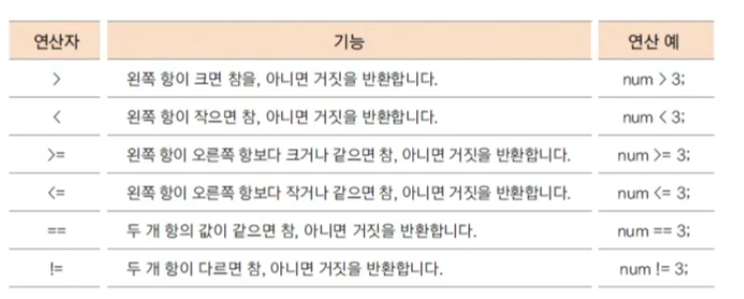 연산자 기능 연산 예
> 왼쪽 항이 크면 참을, 아니면 거짓을 반환합니다. num > 3;
< 왼쪽 항이 작으면 참, 아니면 거짓을 반환합니다. num < 3;
>= 왼쪽 항이 오른쪽 항보다 크거나 같으면 참, 아니면 거짓을 반환합니다. num >= 3;
<= 왼쪽 항이 오른쪽 항보다 작거나 같으면 참, 아니면 거짓을 반환합니다. num <= 3;
== 두 개 항의 값이 같으면 참, 아니면 거짓을 반환합니다. num == 3;
!= 두 개 항이 다르면 참, 아니면 거짓을 반환합니다. num != 3;